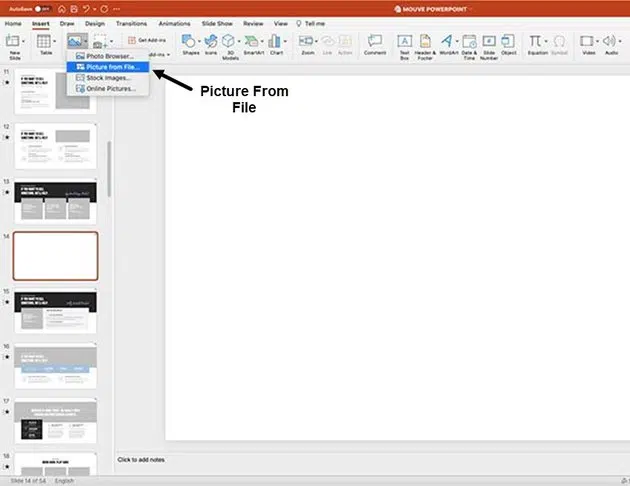 AutoSave OFF
MOUVE POWERPOINT
Home Insert Draw Design Transitions Animations Slide Show Review View Tell me
New
Slide
Table
Get Add-ins
Add-ins
Shapes
Icons
3D
Models
SmartArt
Chart
Zoom
Link
Action
Comment
Text
Box
Header &
Footer
WordArt
Date &
Time
Slide
Number
Object
Equation
Symbol
Video
Audio
Photo Browser...
Picture from File...
Stock Images...
Online Pictures...
Picture From
File
11
12
13
14
15
16
17
18
Click to add notes
Slide 14 of 54 English